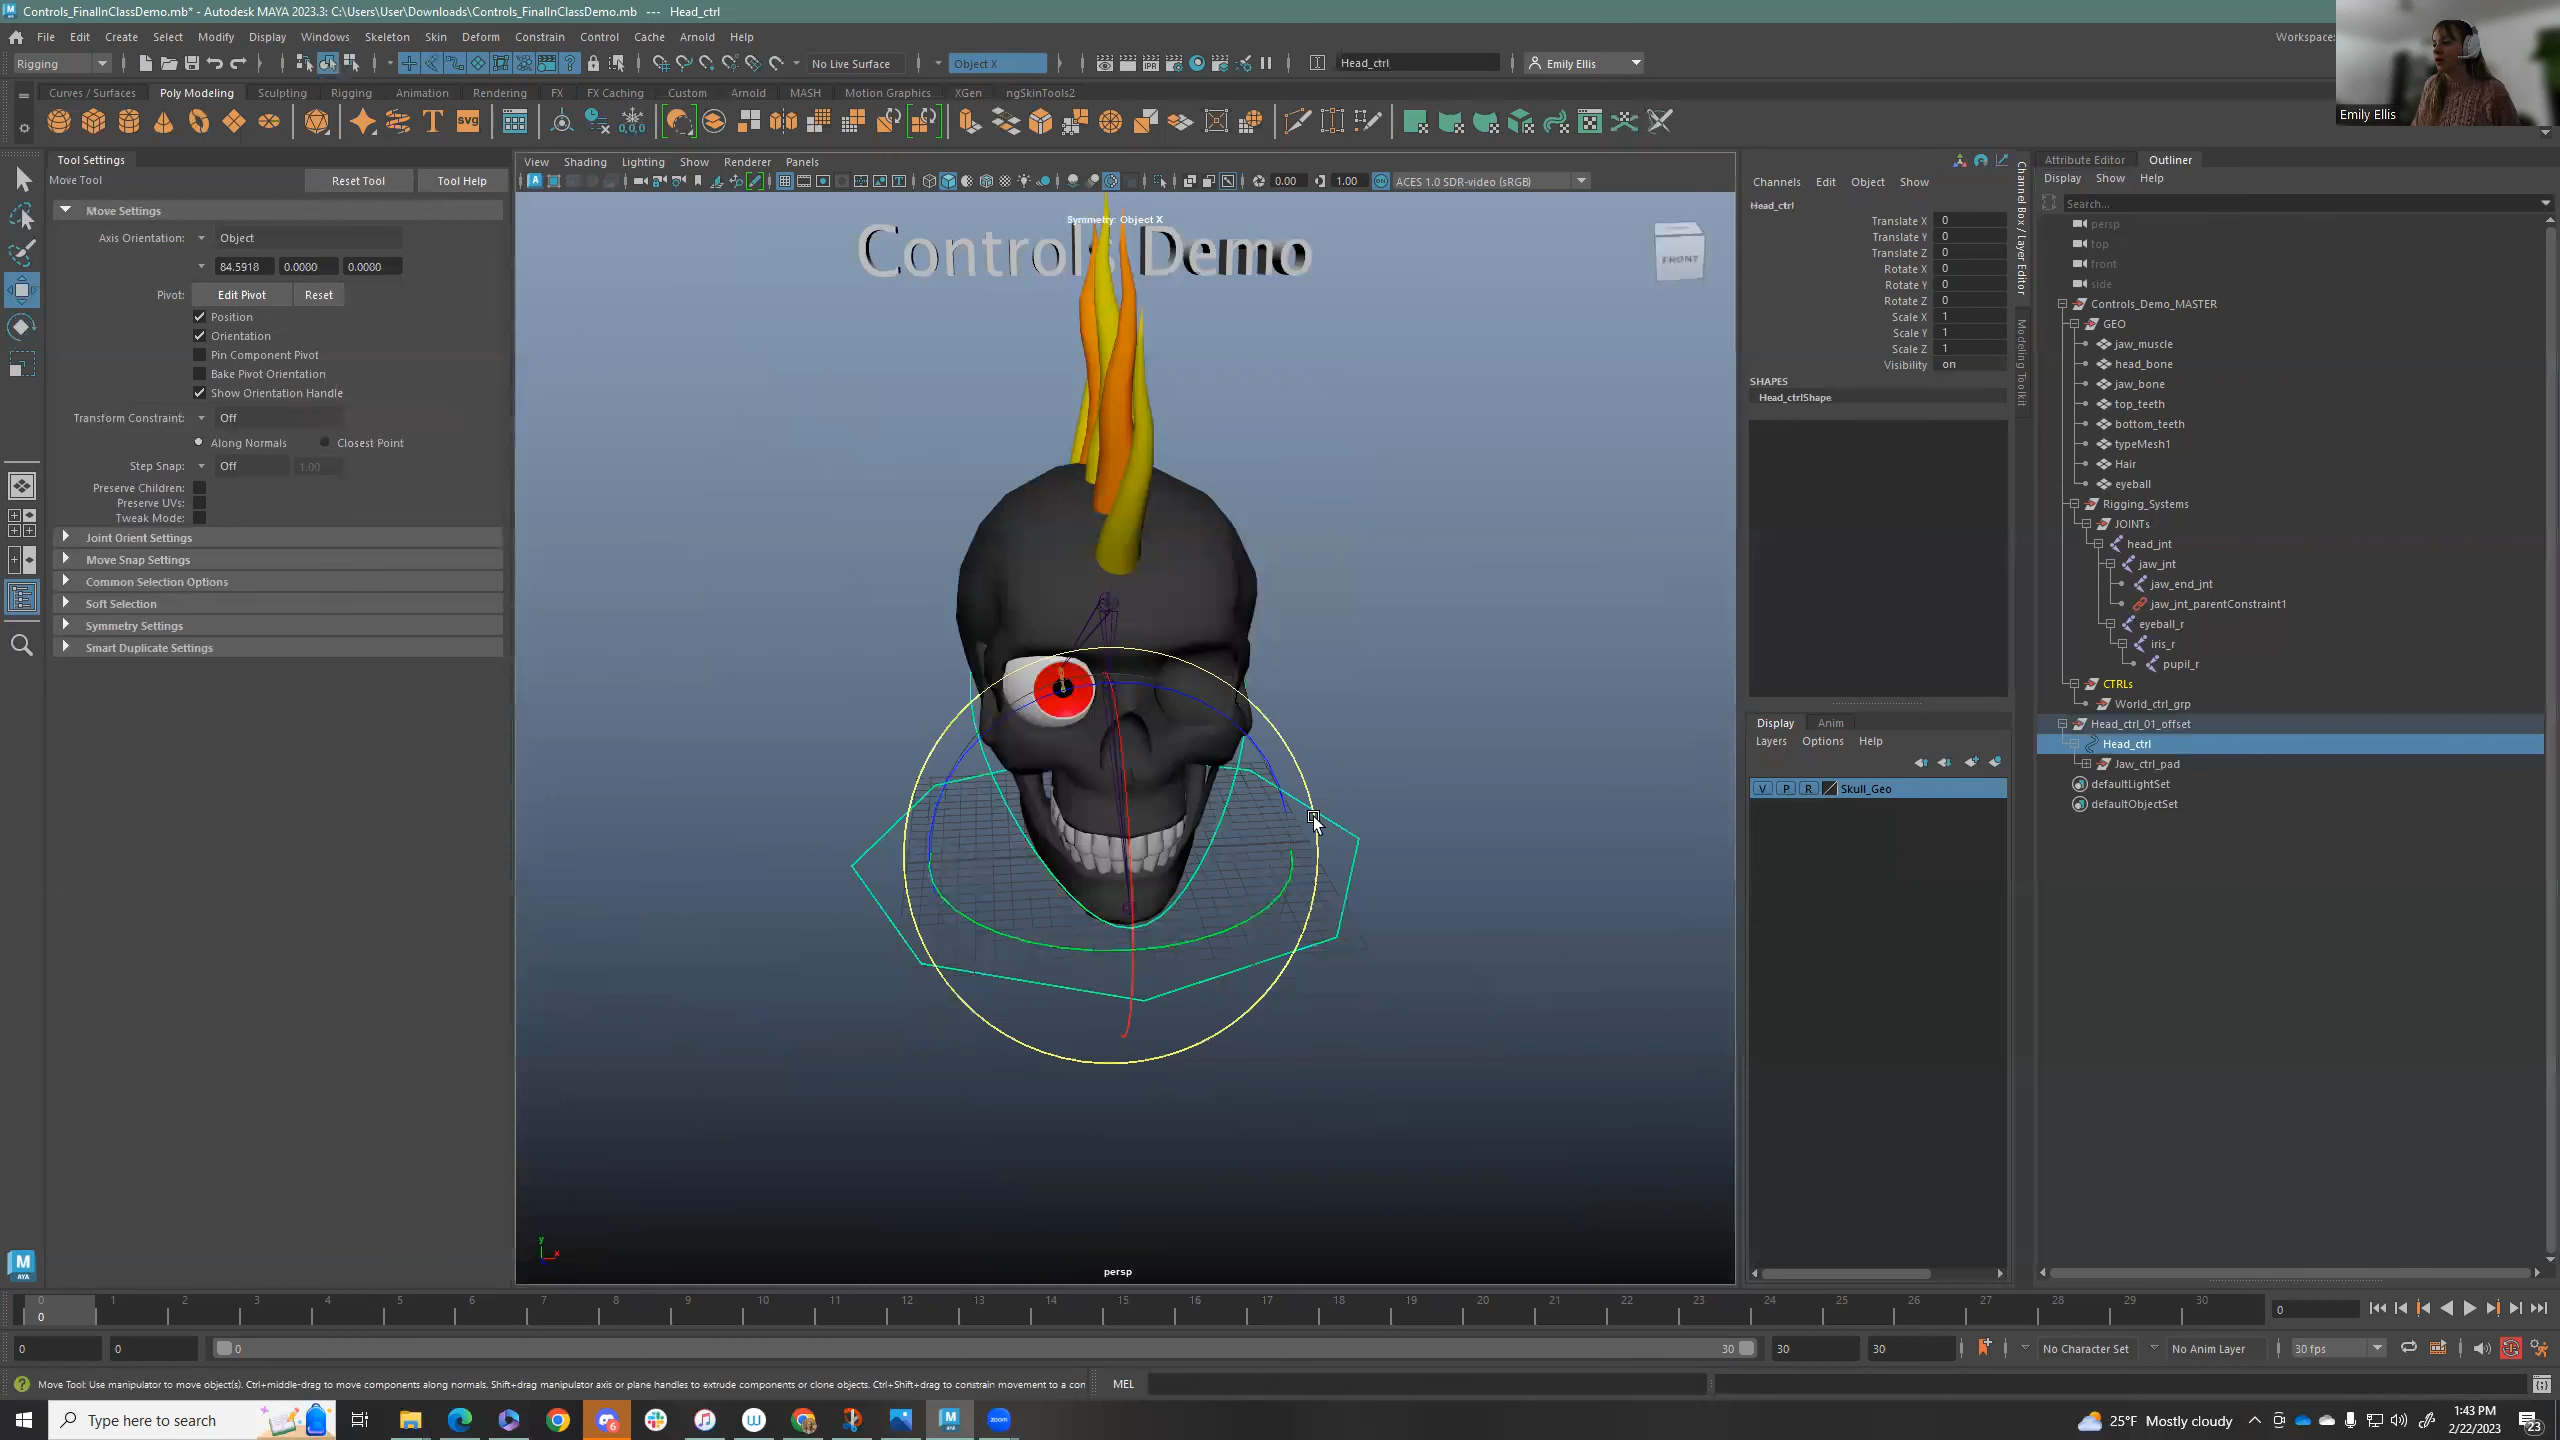 Controls_FinalInClassDemo.mb* - Autodesk MAYA 2023.3: C:\Users\User\Downloads\Controls_FinalInClassDemo.mb --- Head_ctrl
File Edit Create Select Modify Display Windows Skeleton Skin Deform Constrain Control Cache Arnold Help
Workspace:
Rigging No Live Surface Object X Head_ctrl Emily Ellis
Curves / Surfaces Poly Modeling Sculpting Rigging Animation Rendering FX FX Caching Custom Arnold MASH Motion Graphics XGen ngSkinTools2
Emily Ellis
Tool Settings
Move Tool Reset Tool Tool Help
Move Settings
Axis Orientation: Object
84.5918 0.0000 0.0000
Pivot: Edit Pivot Reset
Position
Orientation
Pin Component Pivot
Bake Pivot Orientation
Show Orientation Handle
Transform Constraint: Off
Along Normals Closest Point
Step Snap: Off 1.00
Preserve Children:
Preserve UVs:
Tweak Mode:
Joint Orient Settings
Move Snap Settings
Common Selection Options
Soft Selection
Symmetry Settings
Smart Duplicate Settings
View Shading Lighting Show Renderer Panels
0.00 1.00 ACES 1.0 SDR-video (sRGB)
Symmetry: Object X
Controls Demo
FRONT
persp
Channels Edit Object Show
Head_ctrl
Translate X 0
Translate Y 0
Translate Z 0
Rotate X 0
Rotate Y 0
Rotate Z 0
Scale X 1
Scale Y 1
Scale Z 1
Visibility on
SHAPES
Head_ctrlShape
Display Anim
Layers Options Help
V P R Skull_Geo
Channel Box / Layer Editor
Modeling Toolkit
Attribute Editor Outliner
Display Show Help
Search...
persp
top
front
side
Controls_Demo_MASTER
GEO
jaw_muscle
head_bone
jaw_bone
top_teeth
bottom_teeth
typeMesh1
Hair
eyeball
Rigging_Systems
JOINTs
head_jnt
jaw_jnt
jaw_end_jnt
jaw_jnt_parentConstraint1
eyeball_r
iris_r
pupil_r
CTRLs
World_ctrl_grp
Head_ctrl_01_offset
Head_ctrl
Jaw_ctrl_pad
defaultLightSet
defaultObjectSet
0 1 2 3 4 5 6 7 8 9 10 11 12 13 14 15 16 17 18 19 20 21 22 23 24 25 26 27 28 29 30
0 0
0 0 0 30 30 30 No Character Set No Anim Layer 30 fps
Move Tool: Use manipulator to move object(s). Ctrl+middle-drag to move components along normals. Shift+drag manipulator axis or plane handles to extrude components or clone objects. Ctrl+Shift+drag to constrain movement to a con MEL
Type here to search
25°F Mostly cloudy
1:43 PM
2/22/2023
23